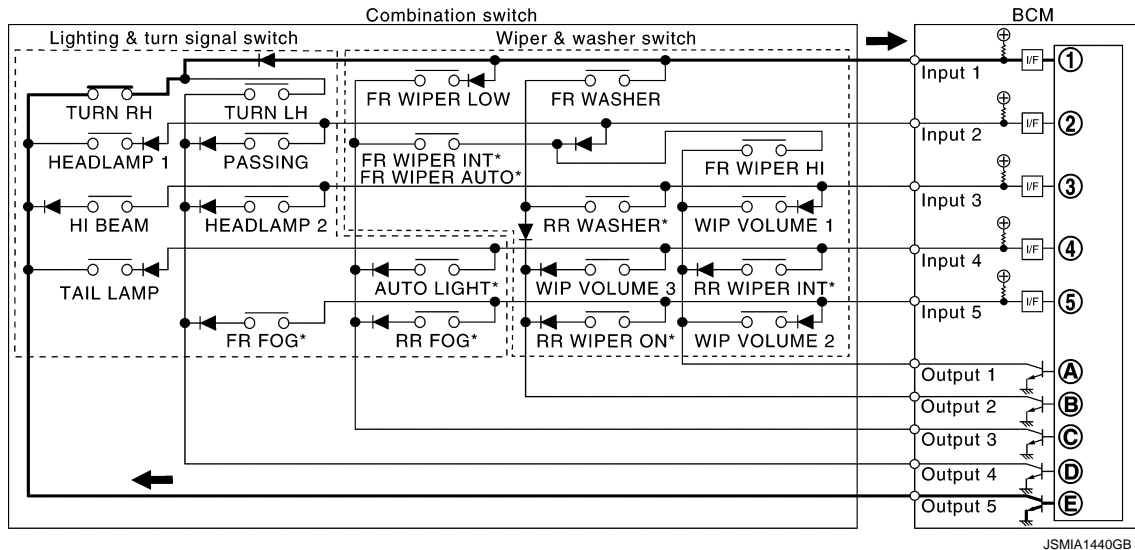 Combination switch
BCM
Lighting & turn signal switch
Wiper & washer switch
Input 1
I/F
1
TURN RH
TURN LH
FR WIPER LOW
FR WASHER
Input 2
I/F
2
HEADLAMP 1
PASSING
FR WIPER INT*
FR WIPER AUTO*
FR WIPER HI
Input 3
I/F
3
HI BEAM
HEADLAMP 2
RR WASHER*
WIP VOLUME 1
Input 4
I/F
4
TAIL LAMP
AUTO LIGHT*
WIP VOLUME 3
RR WIPER INT*
Input 5
I/F
5
FR FOG*
RR FOG*
RR WIPER ON*
WIP VOLUME 2
Output 1
A
Output 2
B
Output 3
C
Output 4
D
Output 5
E
JSMIA1440GB